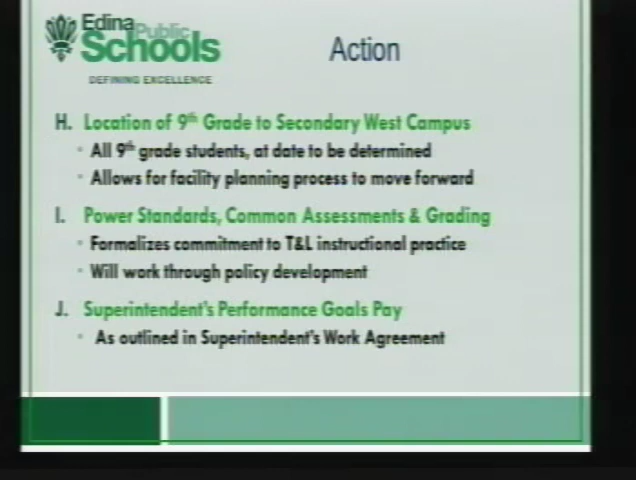 Edina Public Schools
DEFINING EXCELLENCE
Action
H. Location of 9th Grade to Secondary West Campus
• All 9th grade students, at date to be determined
• Allows for facility planning process to move forward
I. Power Standards, Common Assessments & Grading
• Formalizes commitment to T&L instructional practice
• Will work through policy development
J. Superintendent's Performance Goals Pay
• As outlined in Superintendent's Work Agreement